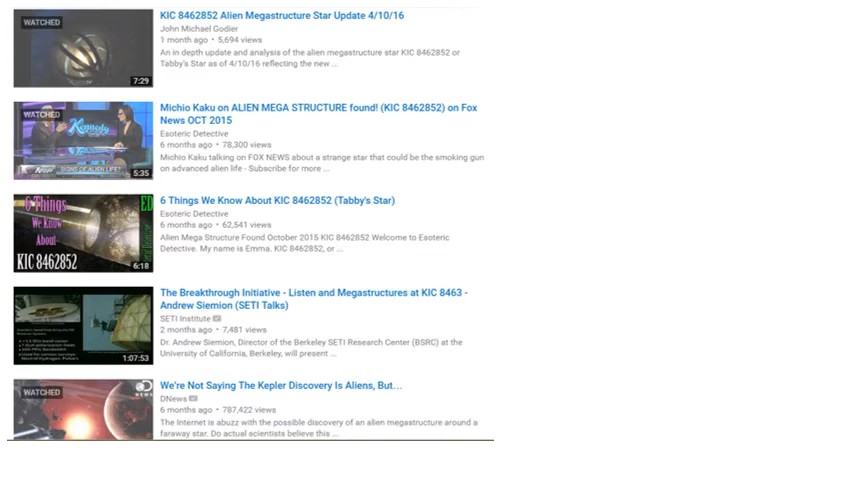 WATCHED
7:29
KIC 8462852 Alien Megastructure Star Update 4/10/16
John Michael Godier
1 month ago • 5,694 views
An in depth update and analysis of the alien megastructure star KIC 8462852 or
Tabby's Star as of 4/10/16 reflecting the new ...
WATCHED
Kennedy
SIGNS OF ALIEN LIFE!
5:35
Michio Kaku on ALIEN MEGA STRUCTURE found! (KIC 8462852) on Fox
News OCT 2015
Esoteric Detective
6 months ago • 78,300 views
Michio Kaku talking on FOX NEWS about a strange star that could be the smoking gun
on advanced alien life - Subscribe for more ...
6 Things
We Know
About
KIC 8462852
ED
6:18
6 Things We Know About KIC 8462852 (Tabby's Star)
Esoteric Detective
6 months ago • 62,541 views
Alien Mega Structure Found October 2015 KIC 8462852 Welcome to Esoteric
Detective. My name is Emma, KIC 8462852, or ...
1:07:53
The Breakthrough Initiative - Listen and Megastructures at KIC 8463 -
Andrew Siemion (SETI Talks)
SETI Institute
2 months ago • 7,481 views
Dr. Andrew Siemion, Director of the Berkeley SETI Research Center (BSRC) at the
University of California, Berkeley, will present ...
WATCHED
D
NEWS
We're Not Saying The Kepler Discovery Is Aliens, But...
DNews
6 months ago • 787,422 views
The Internet is abuzz with the possible discovery of an alien megastructure around a
faraway star. Do actual scientists believe this ...